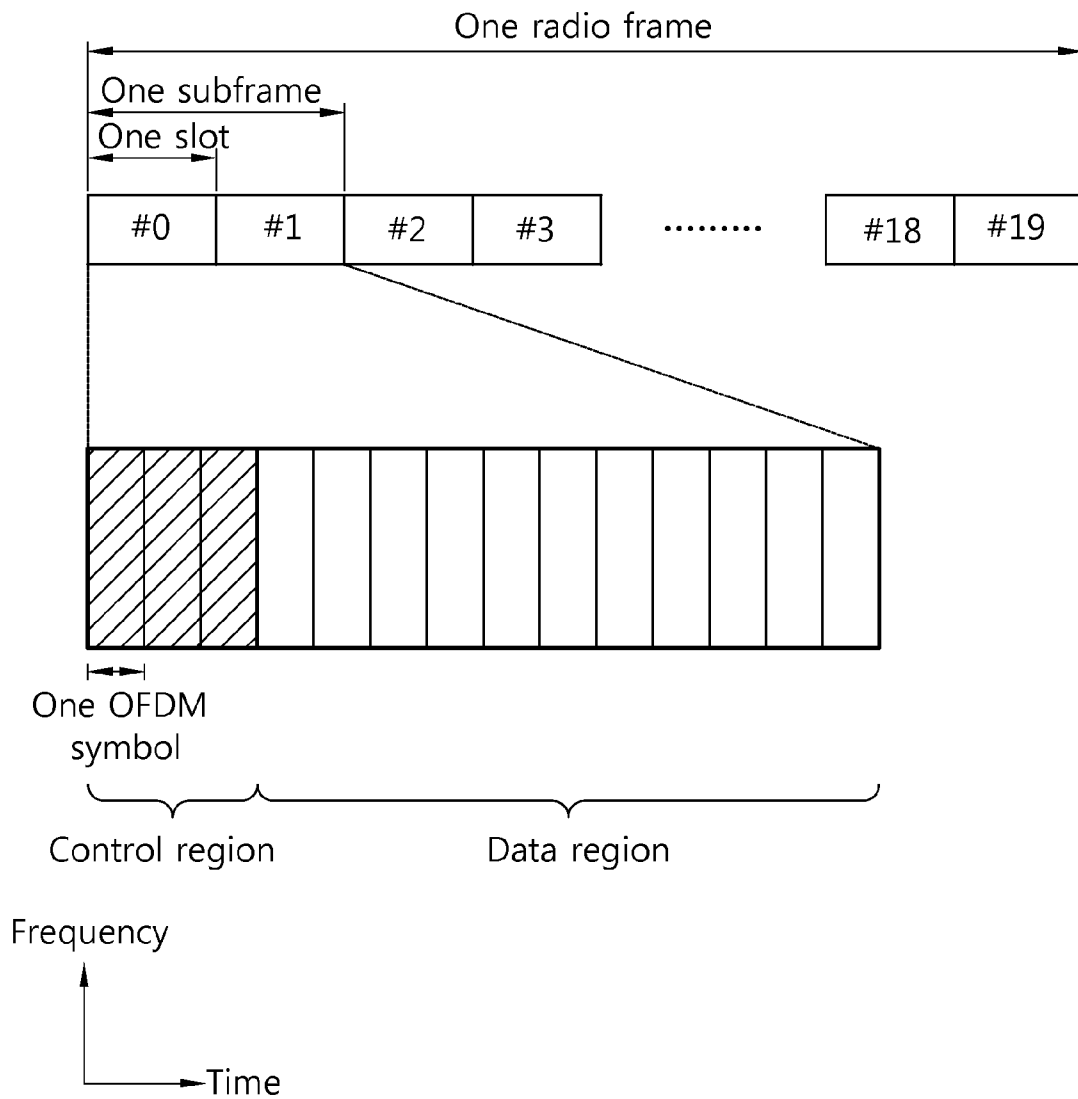 One radio frame
One subframe
One slot
#0 #1 #2 #3 ......... #18 #19
One OFDM
symbol
Control region
Data region
Frequency
Time